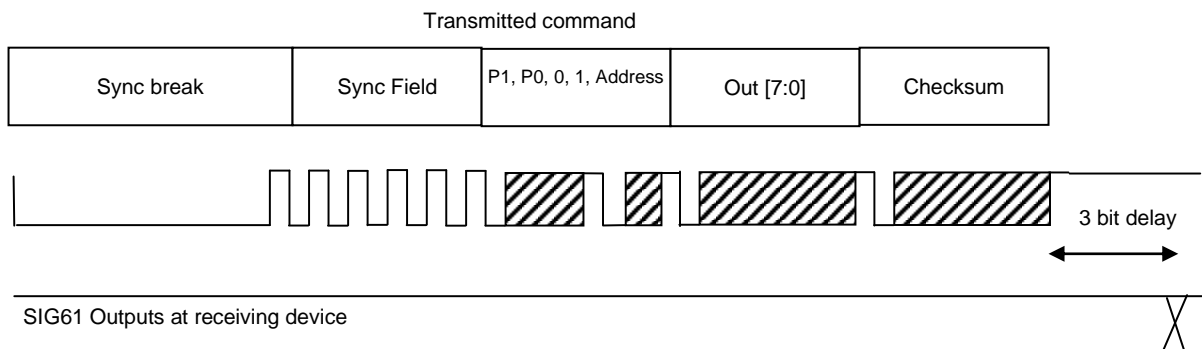 Transmitted command
Sync break
Sync Field
P1, P0, 0, 1, Address
Out [7:0]
Checksum
3 bit delay
SIG61 Outputs at receiving device